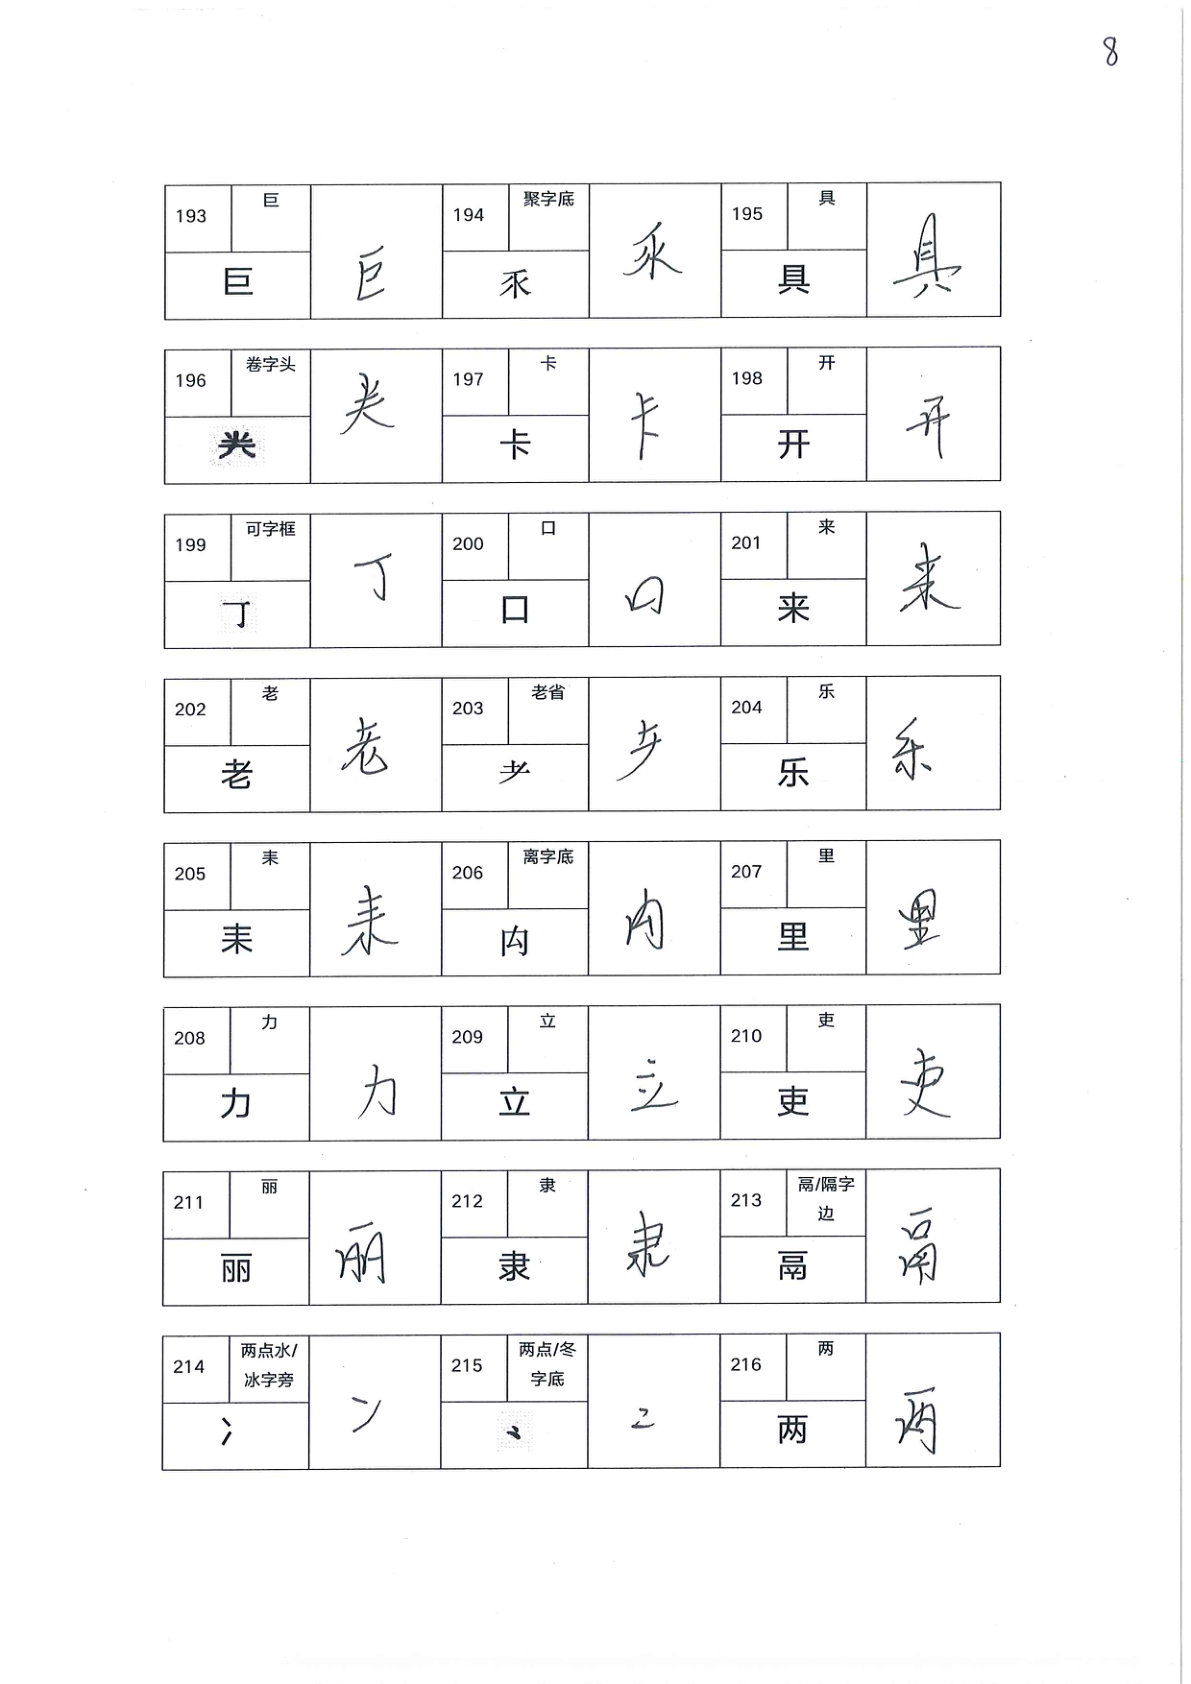 8
193 巨 巨 巨 194 聚字底 乑 乑 195 具 具 具
196 卷字头 龹 龹 197 卡 卡 卡 198 开 开 开
199 可字框 丁 丁 200 口 口 口 201 来 来 来
202 老 老 老 203 老省 耂 耂 204 乐 乐 乐
205 耒 耒 耒 206 离字底 禸 禸 207 里 里 里
208 力 力 力 209 立 立 立 210 吏 吏 吏
211 丽 丽 丽 212 隶 隶 隶 213 鬲/隔字边 鬲 鬲
214 两点水/冰字旁 冫 冫 215 两点/冬字底 ⺀ ⺀ 216 两 两 两